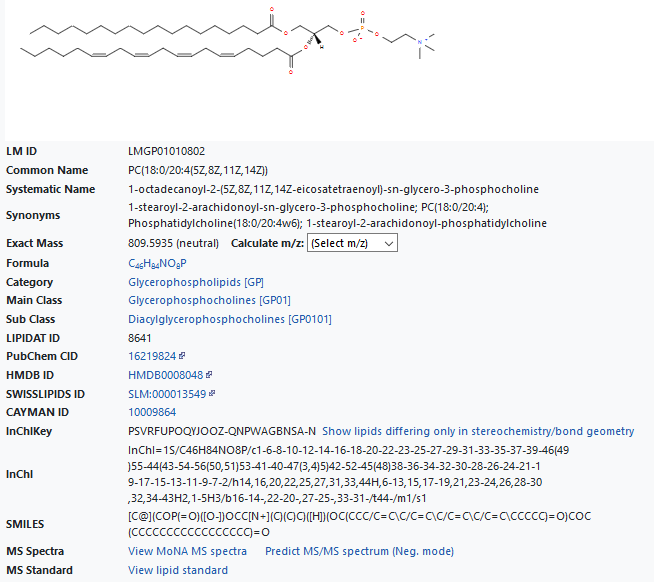 O O
O O P O N+
O H O-
O
LM ID LMGP01010802
Common Name PC(18:0/20:4(5Z,8Z,11Z,14Z))
Systematic Name 1-octadecanoyl-2-(5Z,8Z,11Z,14Z-eicosatetraenoyl)-sn-glycero-3-phosphocholine
Synonyms 1-stearoyl-2-arachidonoyl-sn-glycero-3-phosphocholine; PC(18:0/20:4);
Phosphatidylcholine(18:0/20:4w6); 1-stearoyl-2-arachidonoyl-phosphatidylcholine
Exact Mass 809.5935 (neutral) Calculate m/z: (Select m/z)
Formula C46H84NO8P
Category Glycerophospholipids [GP]
Main Class Glycerophosphocholines [GP01]
Sub Class Diacylglycerophosphocholines [GP0101]
LIPIDAT ID 8641
PubChem CID 16219824
HMDB ID HMDB0008048
SWISSLIPIDS ID SLM:000013549
CAYMAN ID 10009864
InChIKey PSVRFUPOQYJOOZ-QNPWAGBNSA-N Show lipids differing only in stereochemistry/bond geometry
InChI InChI=1S/C46H84NO8P/c1-6-8-10-12-14-16-18-20-22-23-25-27-29-31-33-35-37-39-46(49
)55-44(43-54-56(50,51)53-41-40-47(3,4)5)42-52-45(48)38-36-34-32-30-28-26-24-21-1
9-17-15-13-11-9-7-2/h14,16,20,22,25,27,31,33,44H,6-13,15,17-19,21,23-24,26,28-30
,32,34-43H2,1-5H3/b16-14-,22-20-,27-25-,33-31-/t44-/m1/s1
SMILES [C@](COP(=O)([O-])OCC[N+](C)(C)C)([H])(OC(CCC/C=C\C/C=C\C/C=C\C/C=C\CCCCC)=O)COC
(CCCCCCCCCCCCCCCCC)=O
MS Spectra View MoNA MS spectra Predict MS/MS spectrum (Neg. mode)
MS Standard View lipid standard